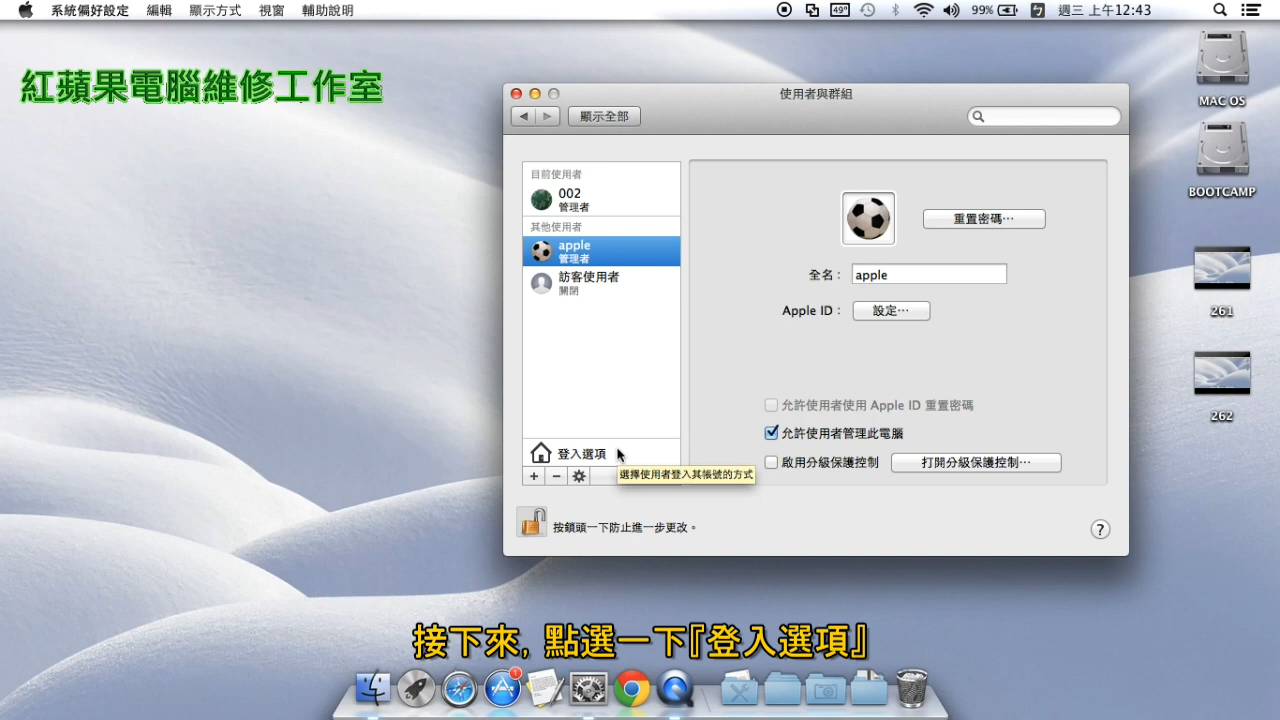 系統偏好設定 編輯 顯示方式 視窗 輔助說明
49° 99% ㄅ 週三 上午12:43
紅蘋果電腦維修工作室
MAC OS
BOOTCAMP
261
262
使用者與群組
顯示全部
目前使用者
002
管理者
其他使用者
apple
管理者
訪客使用者
關閉
登入選項
選擇使用者登入其帳號的方式
重置密碼…
全名： apple
Apple ID： 設定…
允許使用者使用 Apple ID 重置密碼
允許使用者管理此電腦
啟用分級保護控制 打開分級保護控制…
按鎖頭一下防止進一步更改。
?
接下來, 點選一下『登入選項』
1